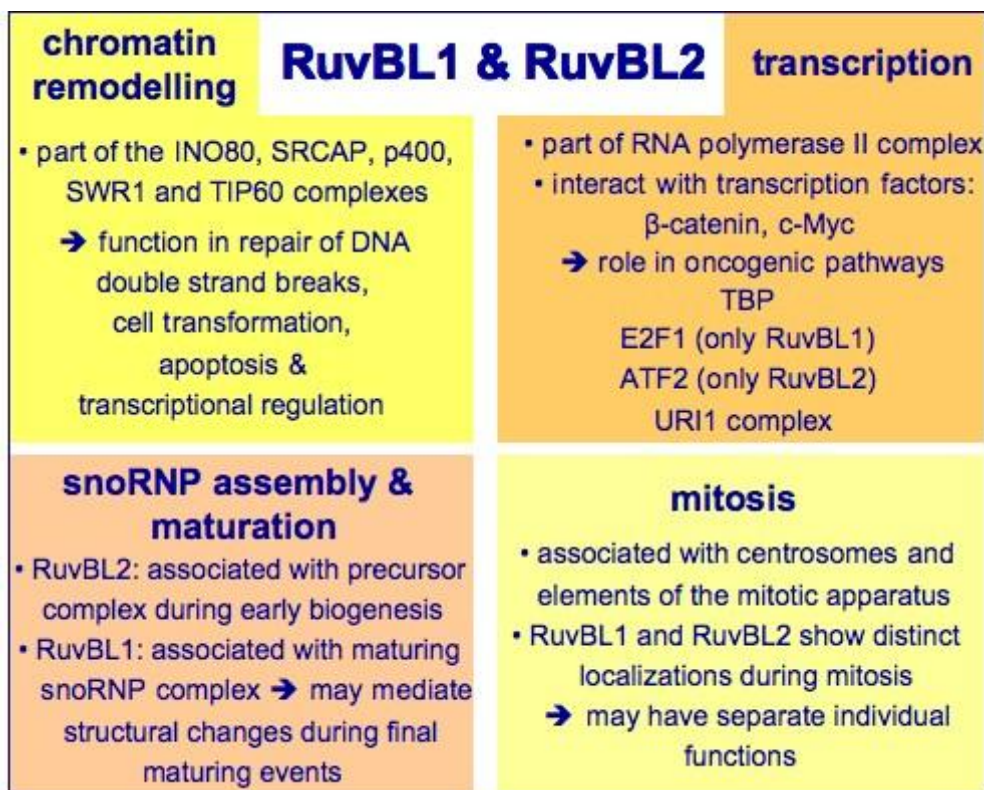 RuvBL1 & RuvBL2
chromatin
remodelling
• part of the INO80, SRCAP, p400,
SWR1 and TIP60 complexes
➔ function in repair of DNA
double strand breaks,
cell transformation,
apoptosis &
transcriptional regulation
transcription
• part of RNA polymerase II complex
• interact with transcription factors:
β-catenin, c-Myc
➔ role in oncogenic pathways
TBP
E2F1 (only RuvBL1)
ATF2 (only RuvBL2)
URI1 complex
snoRNP assembly &
maturation
• RuvBL2: associated with precursor
complex during early biogenesis
• RuvBL1: associated with maturing
snoRNP complex ➔ may mediate
structural changes during final
maturing events
mitosis
• associated with centrosomes and
elements of the mitotic apparatus
• RuvBL1 and RuvBL2 show distinct
localizations during mitosis
➔ may have separate individual
functions